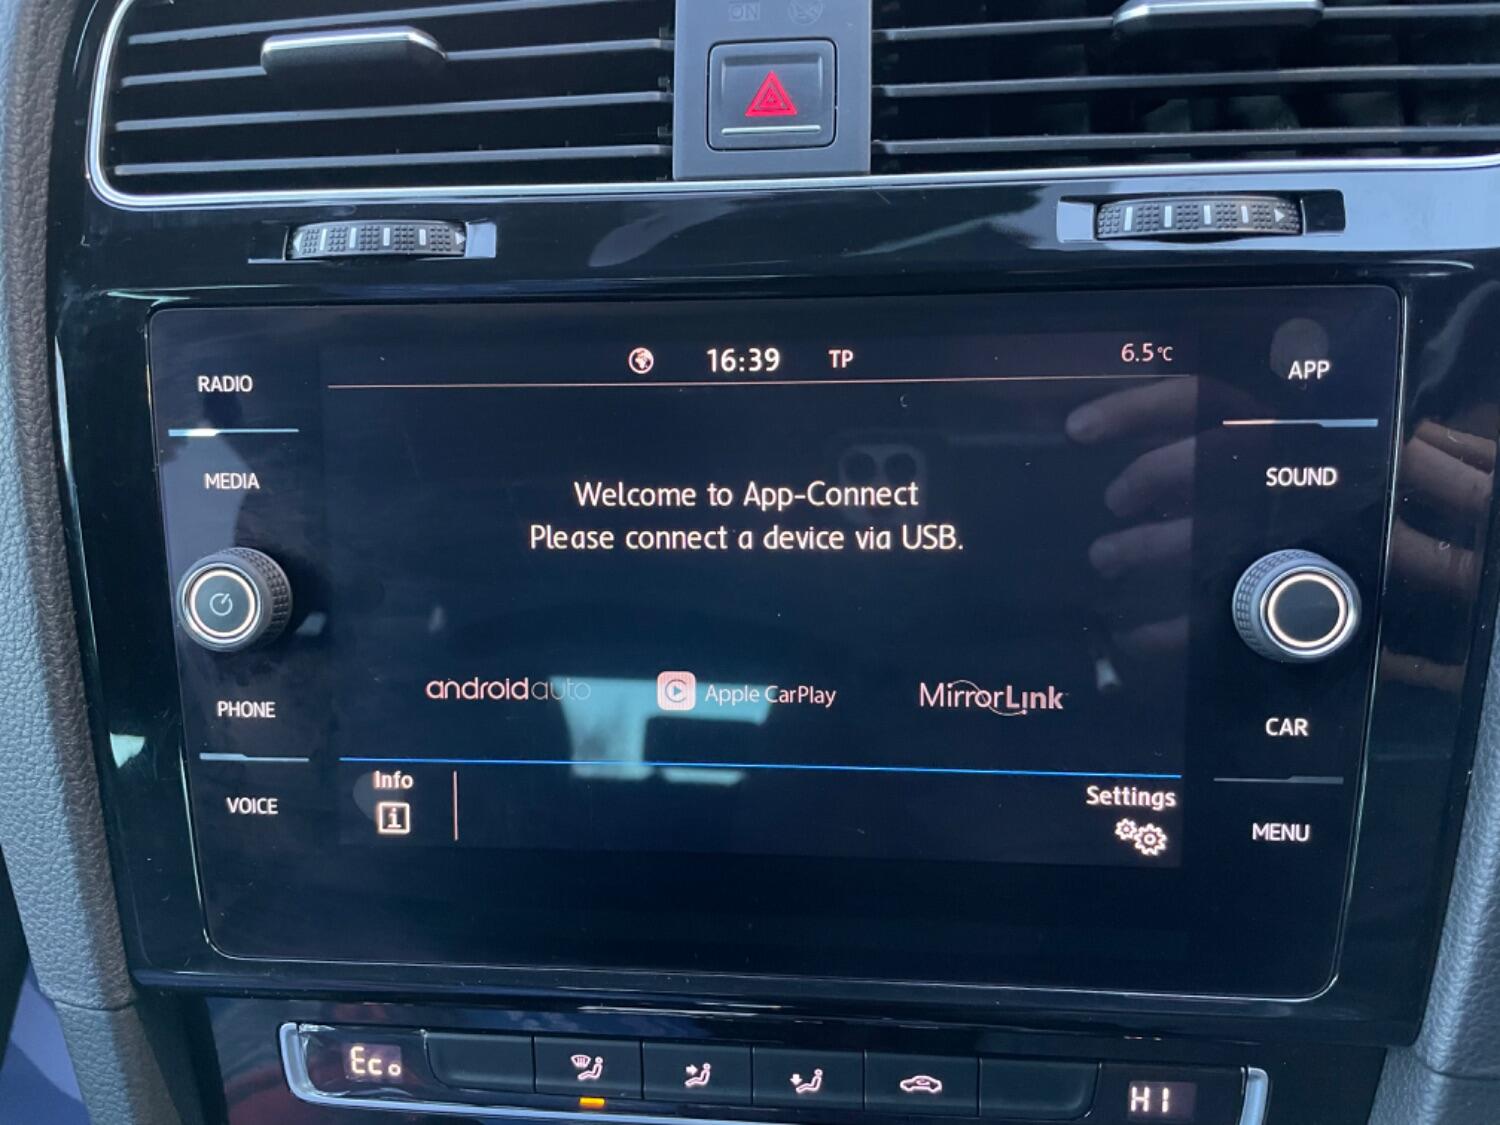 ON
RADIO
MEDIA
PHONE
VOICE
16:39 TP 6.5°C
Welcome to App-Connect
Please connect a device via USB.
androidauto Apple CarPlay MirrorLink
Info
i
Settings
APP
SOUND
CAR
MENU
Eco HI